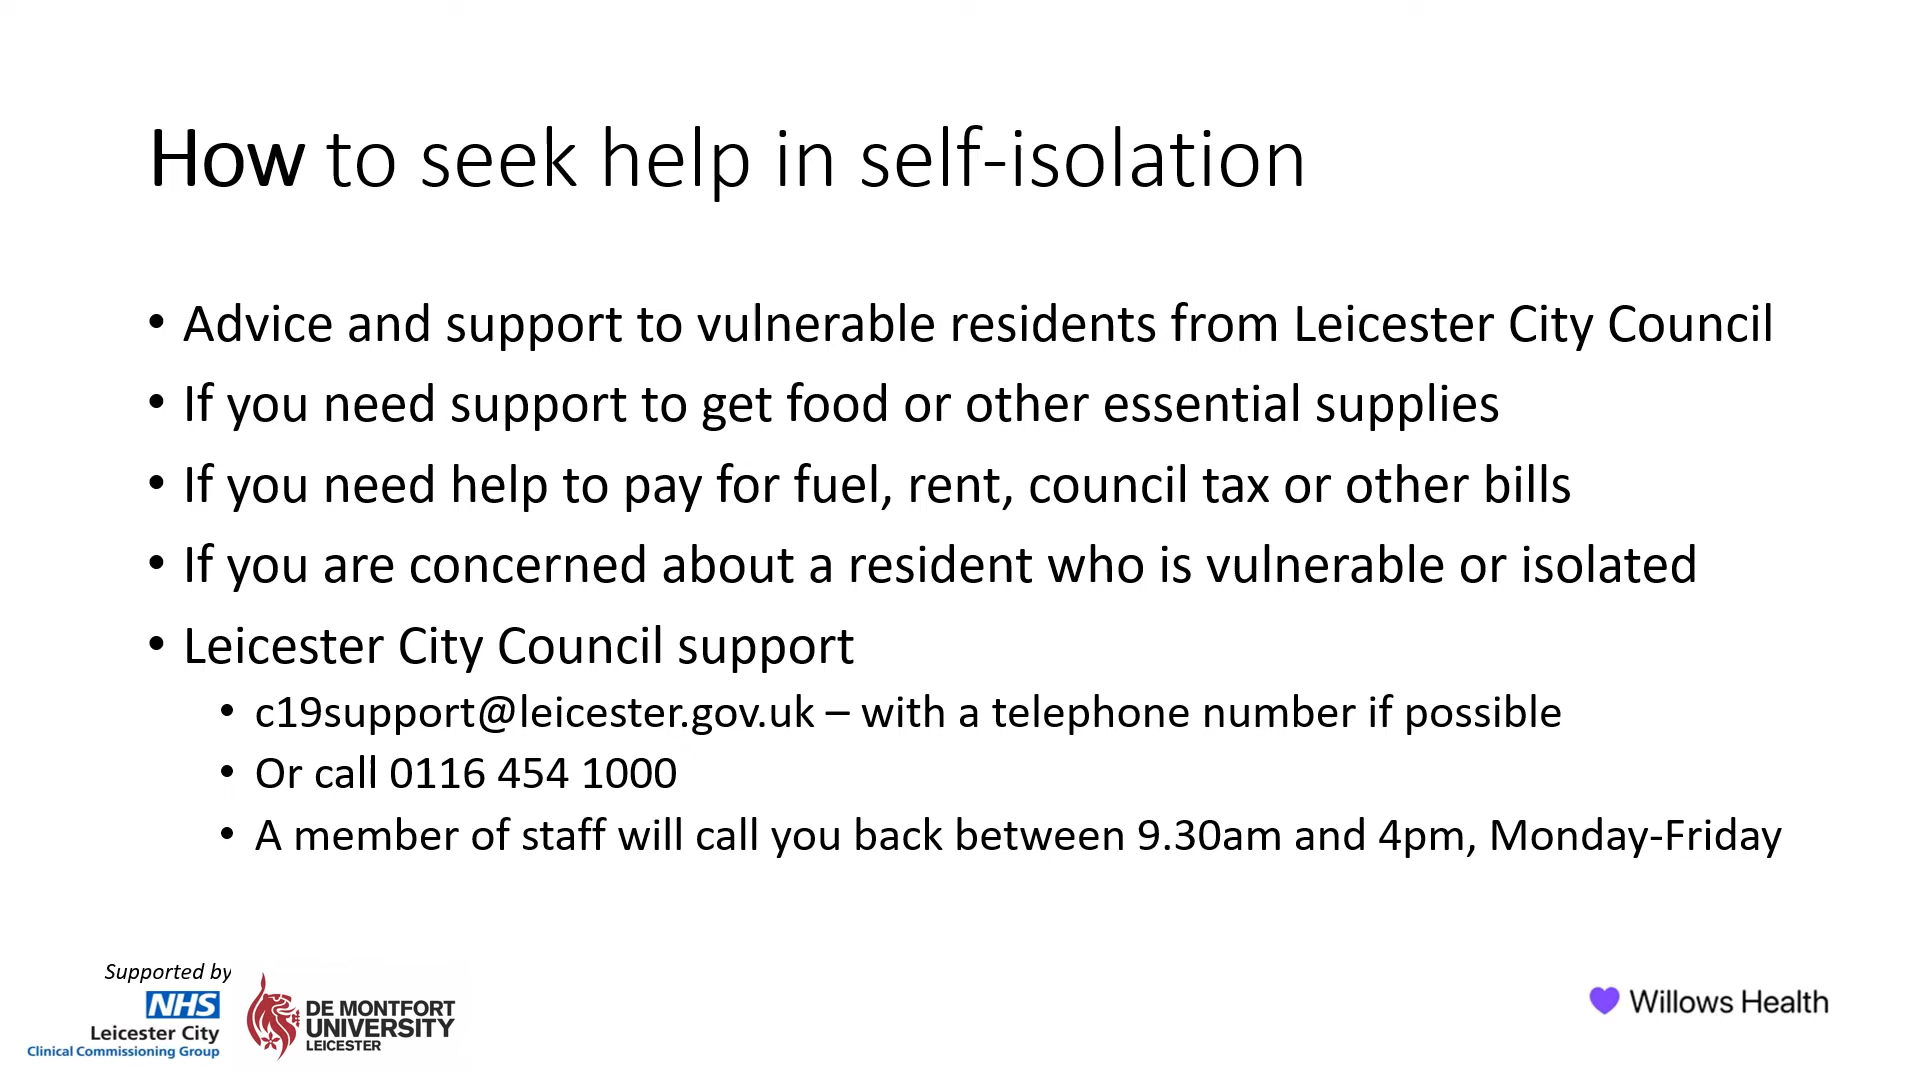 How to seek help in self-isolation
• Advice and support to vulnerable residents from Leicester City Council
• If you need support to get food or other essential supplies
• If you need help to pay for fuel, rent, council tax or other bills
• If you are concerned about a resident who is vulnerable or isolated
• Leicester City Council support
• c19support@leicester.gov.uk – with a telephone number if possible
• Or call 0116 454 1000
• A member of staff will call you back between 9.30am and 4pm, Monday-Friday
Supported by
NHS
Leicester City
Clinical Commissioning Group
DE MONTFORT
UNIVERSITY
LEICESTER
Willows Health